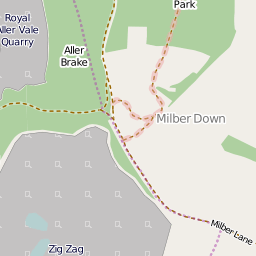 Park
Royal
Aller Vale
Quarry
Aller
Brake
Milber Down
Milber Lane
Zig Zag